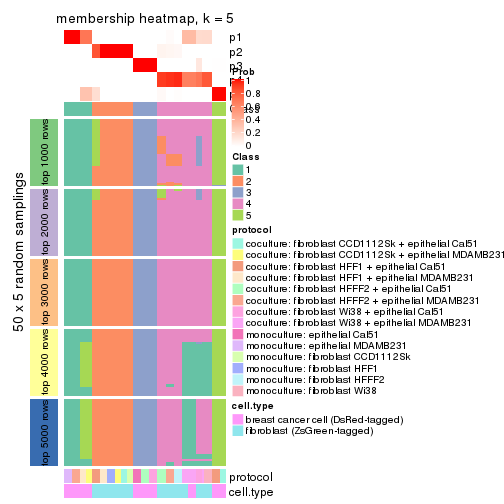 membership heatmap, k = 5
p1
p2
p3
Prob
1
0.8
0.6
0.4
0.2
0
Class
1
2
3
4
5
protocol
coculture: fibroblast CCD1112Sk + epithelial Cal51
coculture: fibroblast CCD1112Sk + epithelial MDAMB231
coculture: fibroblast HFF1 + epithelial Cal51
coculture: fibroblast HFF1 + epithelial MDAMB231
coculture: fibroblast HFFF2 + epithelial Cal51
coculture: fibroblast HFFF2 + epithelial MDAMB231
coculture: fibroblast Wi38 + epithelial Cal51
coculture: fibroblast Wi38 + epithelial MDAMB231
monoculture: epithelial Cal51
monoculture: epithelial MDAMB231
monoculture: fibroblast CCD1112Sk
monoculture: fibroblast HFF1
monoculture: fibroblast HFFF2
monoculture: fibroblast Wi38
cell.type
breast cancer cell (DsRed-tagged)
fibroblast (ZsGreen-tagged)
50 x 5 random samplings
top 1000 rows
top 2000 rows
top 3000 rows
top 4000 rows
top 5000 rows
protocol
cell.type